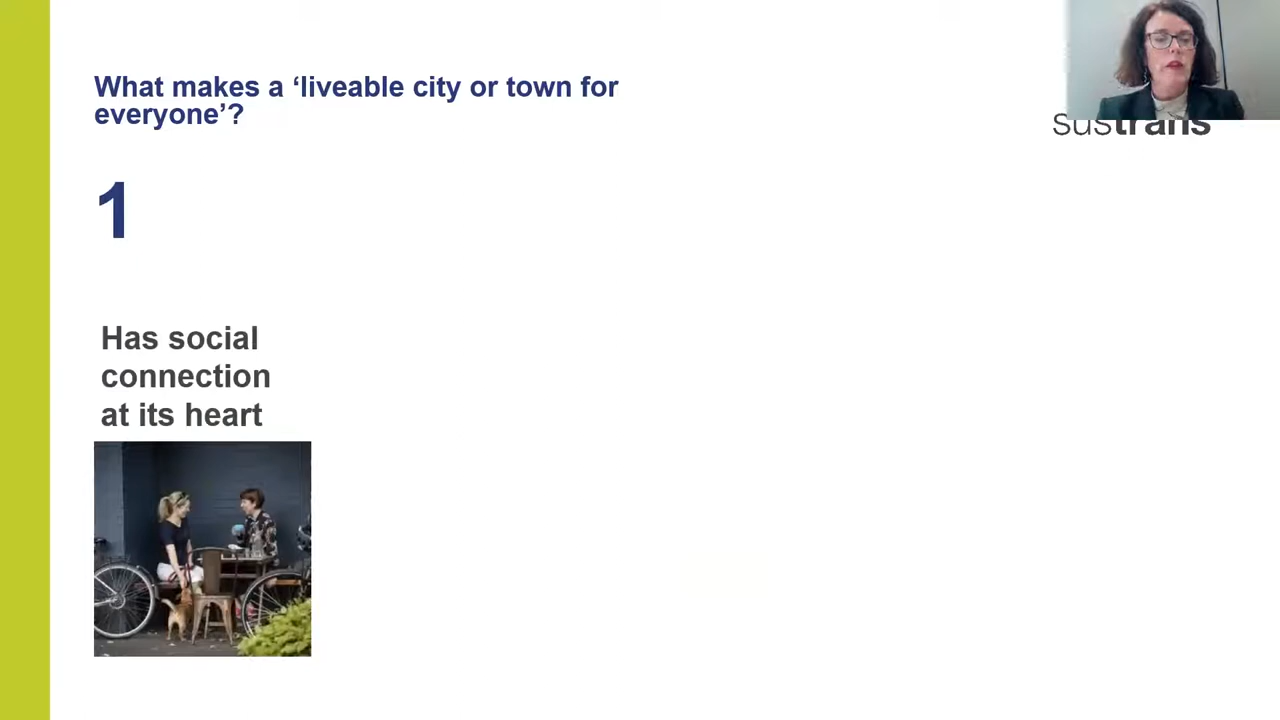 What makes a ‘liveable city or town for
everyone’?
sustrans
1
Has social
connection
at its heart